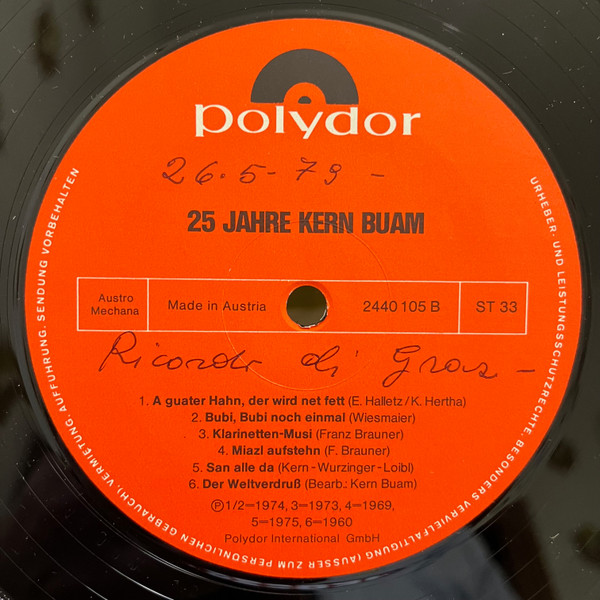 polydor
26.5-79-
25 JAHRE KERN BUAM
Austro Mechana
Made in Austria
2440 105 B
ST 33
Ricordi di Graz -
1. A guater Hahn, der wird net fett (E. Halletz/K. Hertha)
2. Bubi, Bubi noch einmal (Wiesmaier)
3. Klarinetten-Musi (Franz Brauner)
4. Miazl aufstehn (F. Brauner)
5. San alle da (Kern-Wurzinger-Loibl)
6. Der Weltverdruß (Bearb.: Kern Buam)
Ⓟ1/2=1974, 3=1973, 4=1969,
5=1975, 6=1960
Polydor International GmbH
URHEBER- UND LEISTUNGSSCHUTZRECHTE, BESONDERS VERVIELFÄLTIGUNG (AUSSER ZUM PERSÖNLICHEN GEBRAUCH), VERMIETUNG, AUFFÜHRUNG, SENDUNG VORBEHALTEN